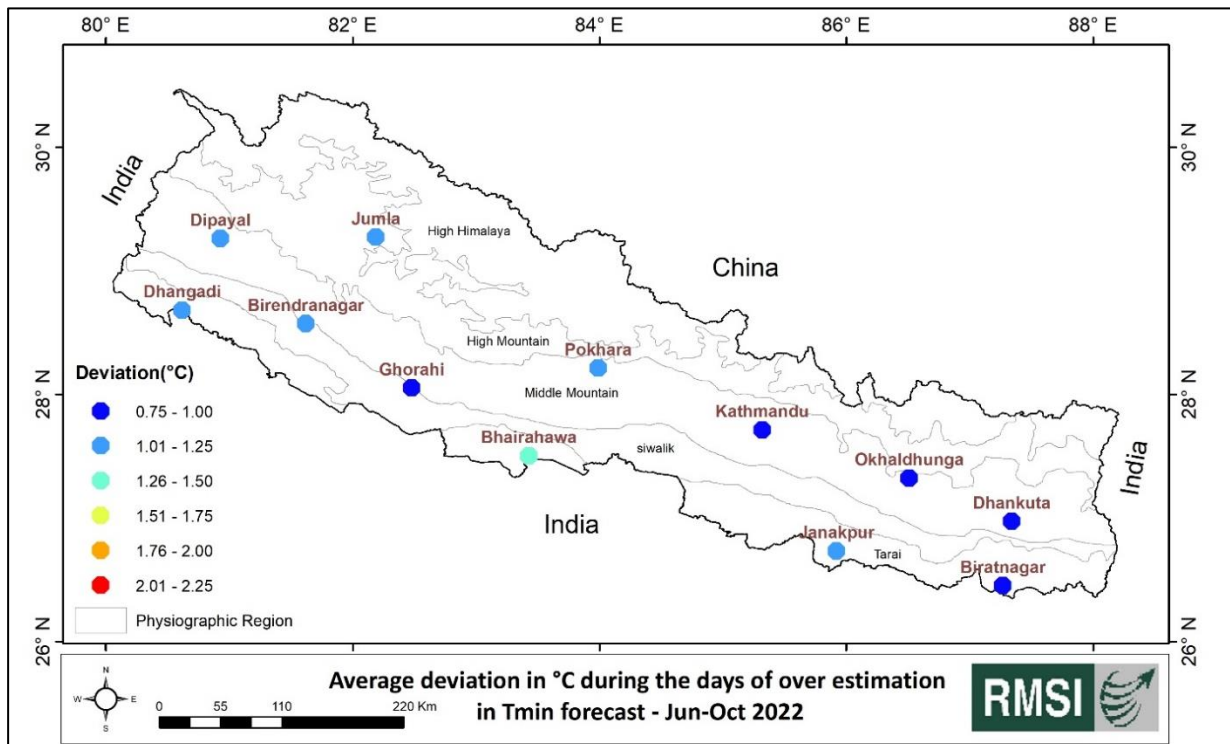 80° E 82° E 84° E 86° E 88° E
30° N 30° N
India
Dipayal Jumla
High Himalaya
China
Dhangadi Birendranagar
High Mountain Pokhara
Ghorahi
Middle Mountain
28° N 28° N
Kathmandu
Bhairahawa
siwalik
Okhaldhunga
India
Dhankuta
India
Janakpur
Tarai
Biratnagar
26° N 26° N
Deviation(°C)
0.75 - 1.00
1.01 - 1.25
1.26 - 1.50
1.51 - 1.75
1.76 - 2.00
2.01 - 2.25
Physiographic Region
N
W E
S
0 55 110 220 Km
Average deviation in °C during the days of over estimation
in Tmin forecast - Jun-Oct 2022
RMSI